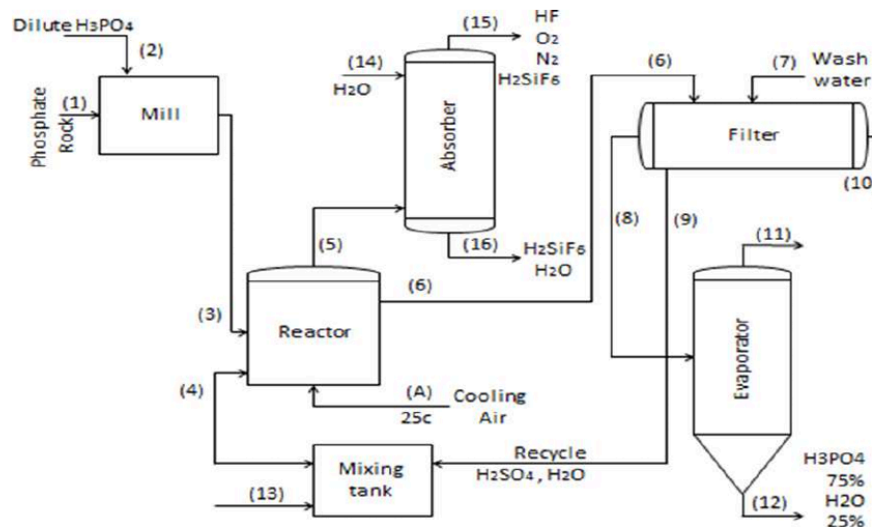 Dilute H₃PO₄
(2)
Phosphate
Rock
(1)
Mill
(3)
(15)
HF
O₂
N₂
H₂SiF₆
(14)
H₂O
Absorber
(5)
(16)
H₂SiF₆
H₂O
(6)
(7)
Wash
water
Filter
(10
(8)
(9)
(11)
(6)
Reactor
(4)
(A)
Cooling
25c
Air
Evaporator
Mixing
tank
Recycle
H₂SO₄ , H₂O
(13)
(12)
H3PO4
75%
H2O
25%